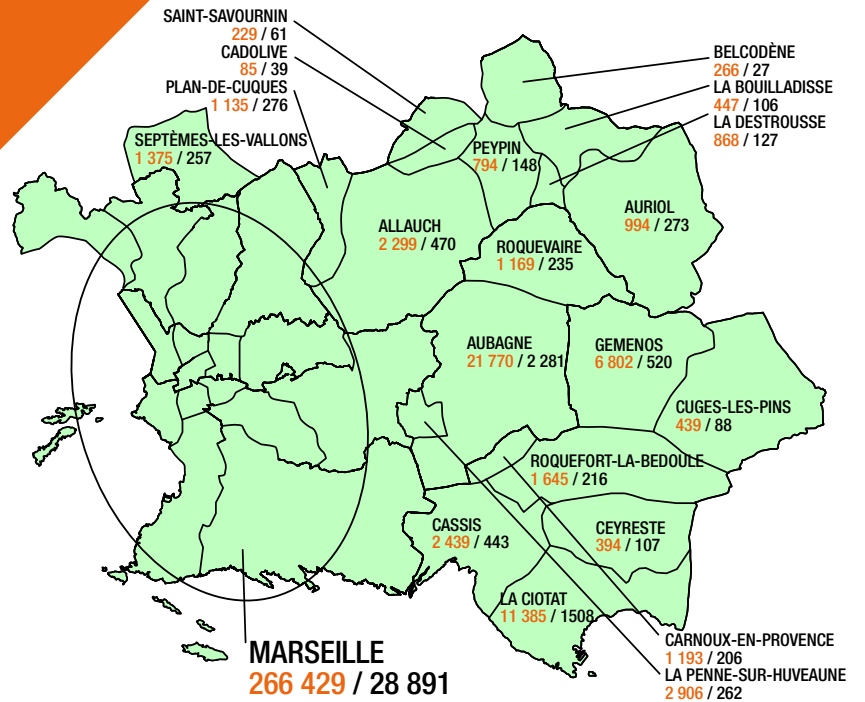 SAINT-SAVOURNIN
229 / 61
CADOLIVE
85 / 39
PLAN-DE-CUQUES
1 135 / 276
SEPTÈMES-LES-VALLONS
1 375 / 257
BELCODÈNE
266 / 27
LA BOUILLADISSE
447 / 106
LA DESTROUSSE
868 / 127
PEYPIN
794 / 148
AURIOL
994 / 273
ALLAUCH
2 299 / 470
ROQUEVAIRE
1 169 / 235
AUBAGNE
21 770 / 2 281
GEMENOS
6 802 / 520
CUGES-LES-PINS
439 / 88
ROQUEFORT-LA-BEDOULE
1 645 / 216
CASSIS
2 439 / 443
CEYRESTE
394 / 107
LA CIOTAT
11 385 / 1508
CARNOUX-EN-PROVENCE
1 193 / 206
LA PENNE-SUR-HUVEAUNE
2 906 / 262
MARSEILLE
266 429 / 28 891